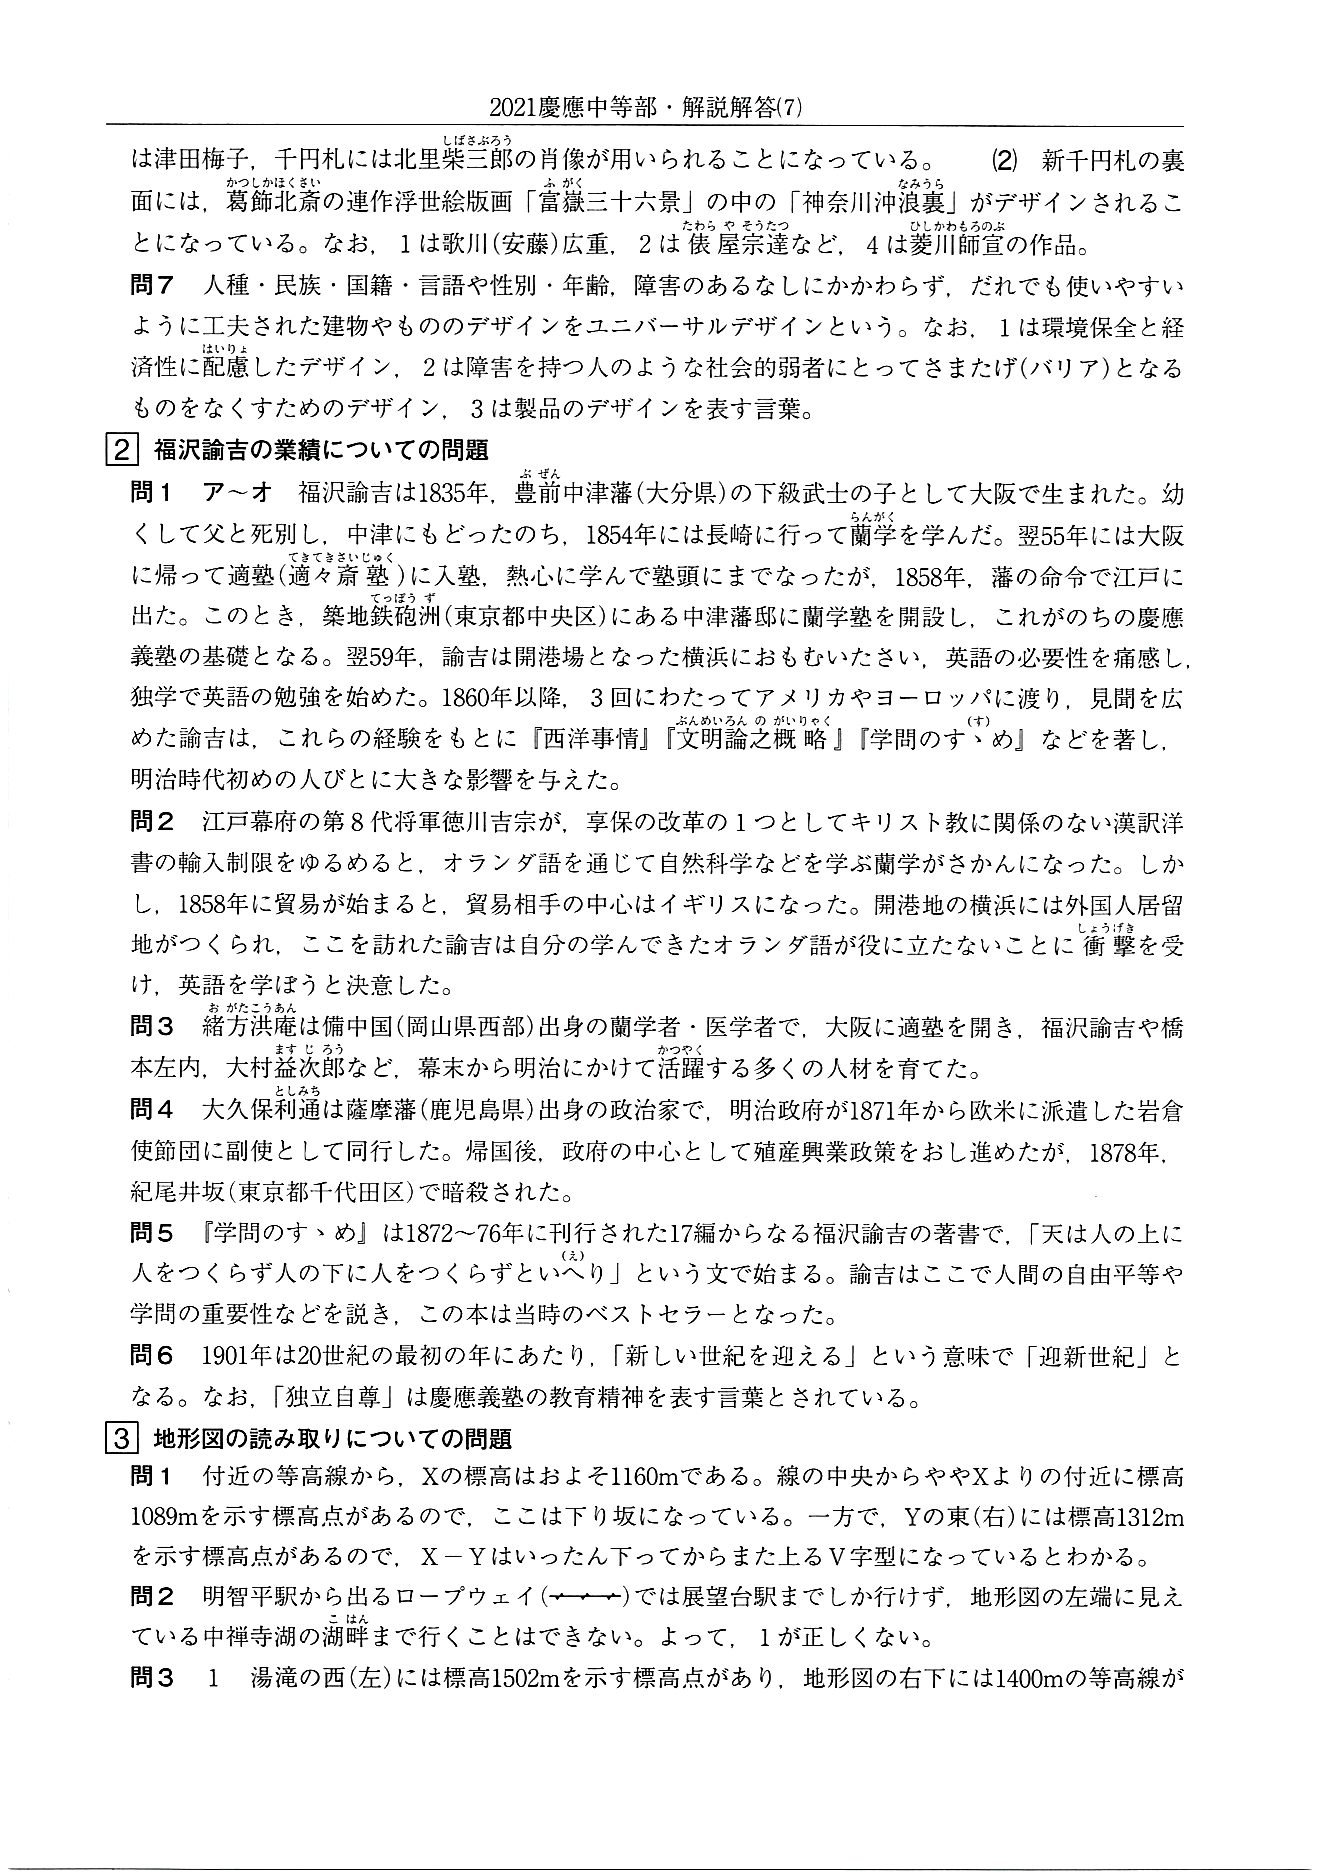 2021慶應中等部・解説解答(7)
は津田梅子，千円札には北里柴三郎の肖像が用いられることになっている。　(2)　新千円札の裏
面には，葛飾北斎の連作浮世絵版画「富嶽三十六景」の中の「神奈川沖浪裏」がデザインされるこ
とになっている。なお，1は歌川(安藤)広重，2は俵屋宗達など，4は菱川師宣の作品。
問7　人種・民族・国籍・言語や性別・年齢，障害のあるなしにかかわらず，だれでも使いやすい
ように工夫された建物やもののデザインをユニバーサルデザインという。なお，1は環境保全と経
済性に配慮したデザイン，2は障害を持つ人のような社会的弱者にとってさまたげ(バリア)となる
ものをなくすためのデザイン，3は製品のデザインを表す言葉。
2 福沢諭吉の業績についての問題
問1　ア～オ　福沢諭吉は1835年，豊前中津藩(大分県)の下級武士の子として大阪で生まれた。幼
くして父と死別し，中津にもどったのち，1854年には長崎に行って蘭学を学んだ。翌55年には大阪
に帰って適塾(適々斎塾)に入塾，熱心に学んで塾頭にまでなったが，1858年，藩の命令で江戸に
出た。このとき，築地鉄砲洲(東京都中央区)にある中津藩邸に蘭学塾を開設し，これがのちの慶應
義塾の基礎となる。翌59年，諭吉は開港場となった横浜におもむいたさい，英語の必要性を痛感し，
独学で英語の勉強を始めた。1860年以降，3回にわたってアメリカやヨーロッパに渡り，見聞を広
めた諭吉は，これらの経験をもとに『西洋事情』『文明論之概略』『学問のすゝめ』などを著し，
明治時代初めの人びとに大きな影響を与えた。
問2　江戸幕府の第8代将軍徳川吉宗が，享保の改革の1つとしてキリスト教に関係のない漢訳洋
書の輸入制限をゆるめると，オランダ語を通じて自然科学などを学ぶ蘭学がさかんになった。しか
し，1858年に貿易が始まると，貿易相手の中心はイギリスになった。開港地の横浜には外国人居留
地がつくられ，ここを訪れた諭吉は自分の学んできたオランダ語が役に立たないことに衝撃を受
け，英語を学ぼうと決意した。
問3　緒方洪庵は備中国(岡山県西部)出身の蘭学者・医学者で，大阪に適塾を開き，福沢諭吉や橋
本左内，大村益次郎など，幕末から明治にかけて活躍する多くの人材を育てた。
問4　大久保利通は薩摩藩(鹿児島県)出身の政治家で，明治政府が1871年から欧米に派遣した岩倉
使節団に副使として同行した。帰国後，政府の中心として殖産興業政策をおし進めたが，1878年，
紀尾井坂(東京都千代田区)で暗殺された。
問5　『学問のすゝめ』は1872～76年に刊行された17編からなる福沢諭吉の著書で，「天は人の上に
人をつくらず人の下に人をつくらずといへり」という文で始まる。諭吉はここで人間の自由平等や
学問の重要性などを説き，この本は当時のベストセラーとなった。
問6　1901年は20世紀の最初の年にあたり，「新しい世紀を迎える」という意味で「迎新世紀」と
なる。なお，「独立自尊」は慶應義塾の教育精神を表す言葉とされている。
3 地形図の読み取りについての問題
問1　付近の等高線から，Xの標高はおよそ1160mである。線の中央からややXよりの付近に標高
1089mを示す標高点があるので，ここは下り坂になっている。一方で，Yの東(右)には標高1312m
を示す標高点があるので，X－Yはいったん下ってからまた上るV字型になっているとわかる。
問2　明智平駅から出るロープウェイ()では展望台駅までしか行けず，地形図の左端に見え
ている中禅寺湖の湖畔まで行くことはできない。よって，1が正しくない。
問3　1　湯滝の西(左)には標高1502mを示す標高点があり，地形図の右下には1400mの等高線が